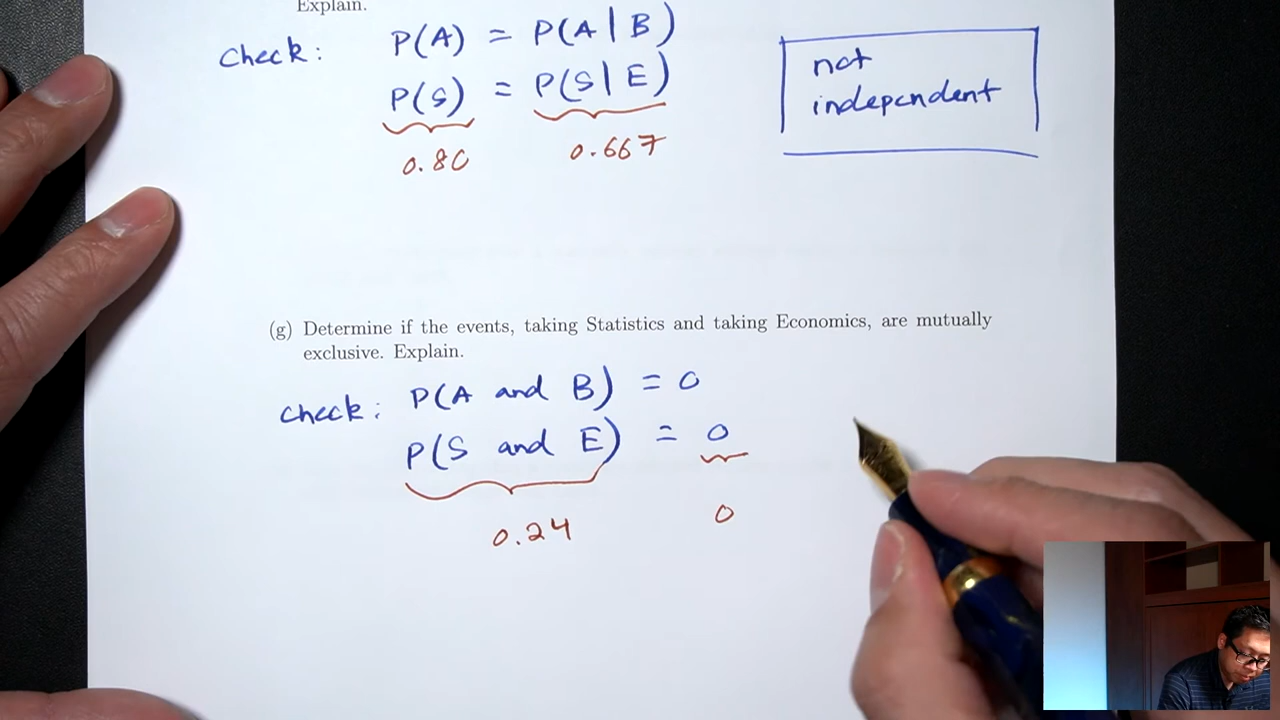 Explain.
Check: P(A) = P(A | B)
P(S) = P(S | E)
0.80 0.667
not
independent
(g) Determine if the events, taking Statistics and taking Economics, are mutually
exclusive. Explain.
Check: P(A and B) = 0
P(S and E) = 0
0.24 0